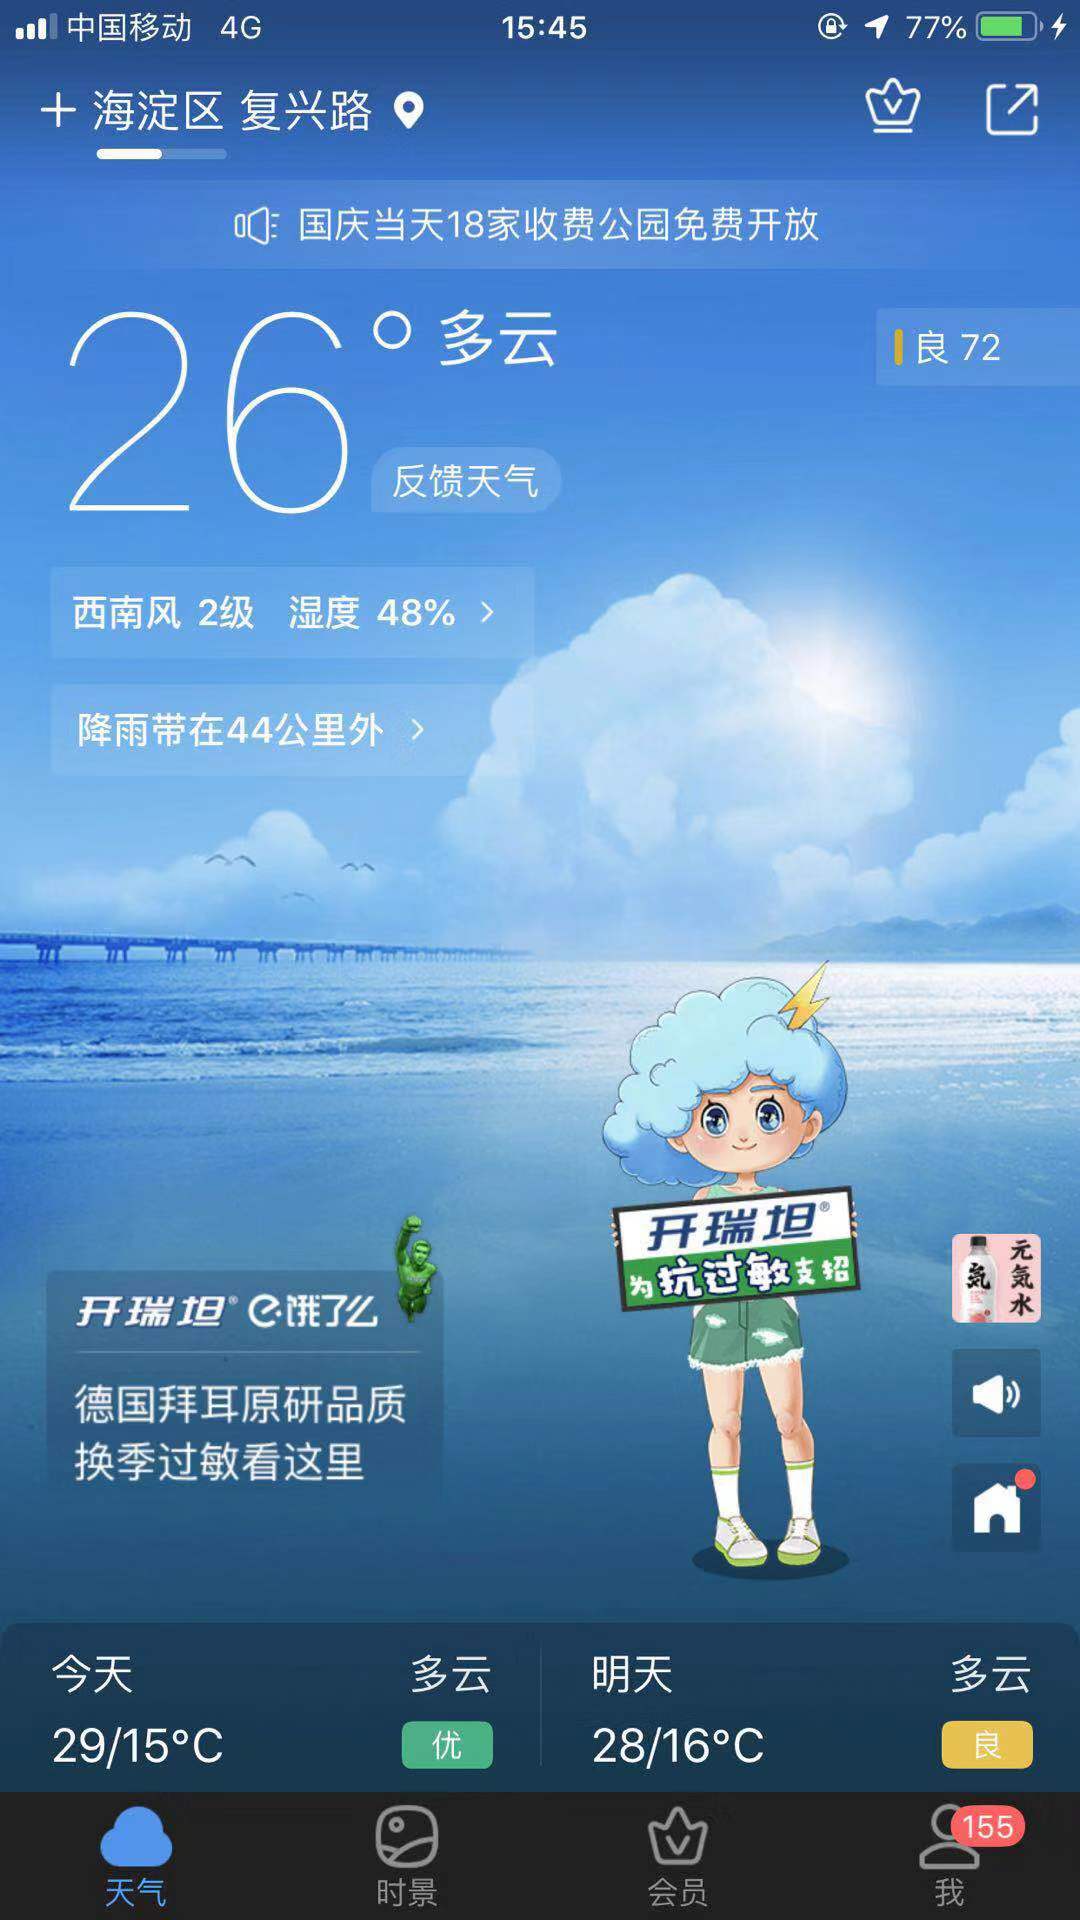 中国移动 4G 15:45 77%
海淀区 复兴路
国庆当天18家收费公园免费开放
26° 多云
良 72
反馈天气
西南风 2级 湿度 48% >
降雨带在44公里外 >
开瑞坦®
为抗过敏支招
元気水
気
开瑞坦® e饿了么
德国拜耳原研品质
换季过敏看这里
今天 多云
29/15°C 优
明天 多云
28/16°C 良
155
天气 时景 会员 我